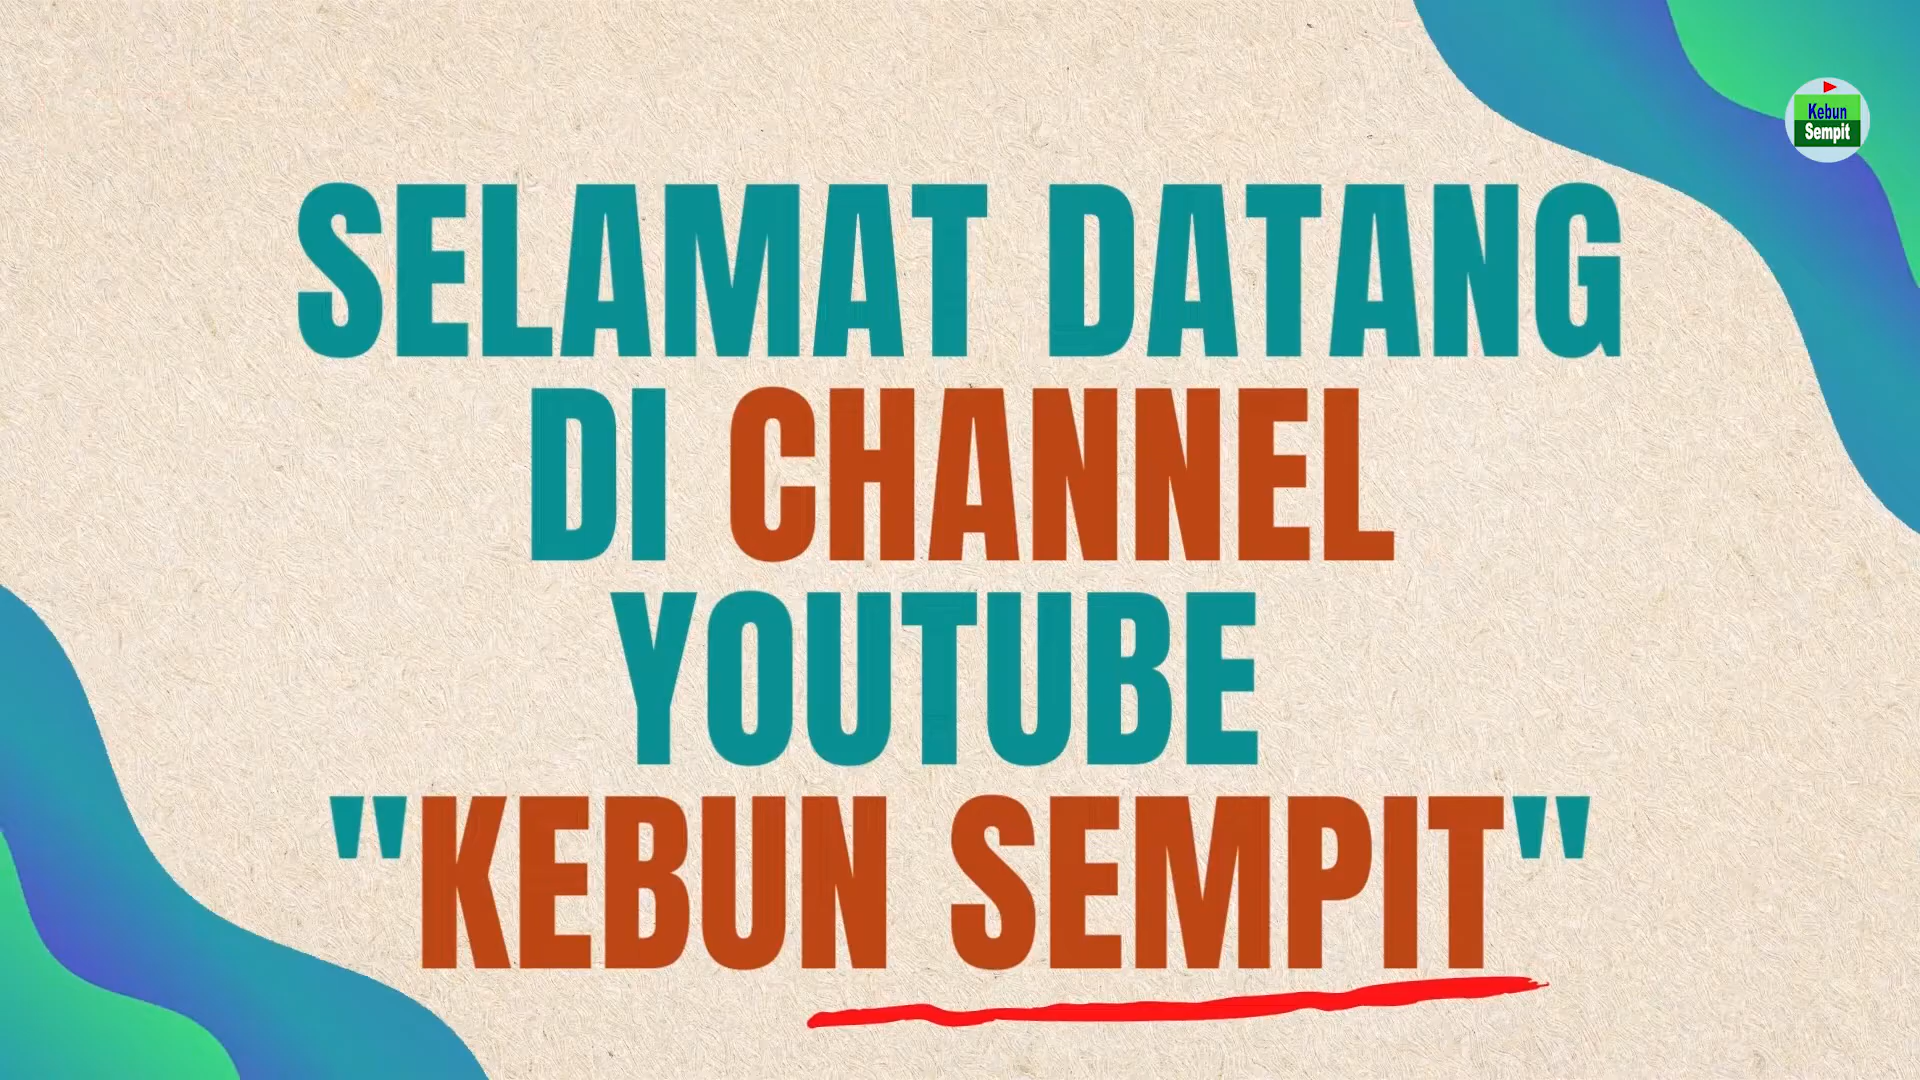 Kebun
Sempit
SELAMAT DATANG
DI CHANNEL
YOUTUBE
"KEBUN SEMPIT"